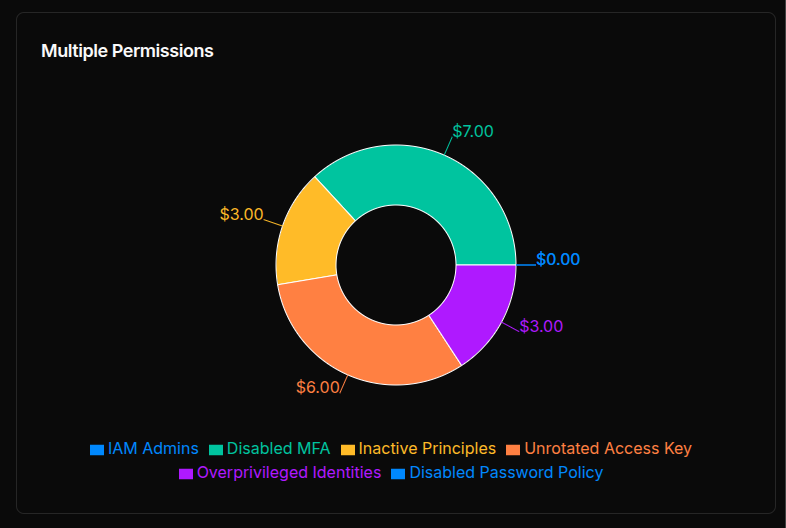 Multiple Permissions
$7.00
$3.00
$0.00
$3.00
$6.00
IAM Admins Disabled MFA Inactive Principles Unrotated Access Key
Overprivileged Identities Disabled Password Policy